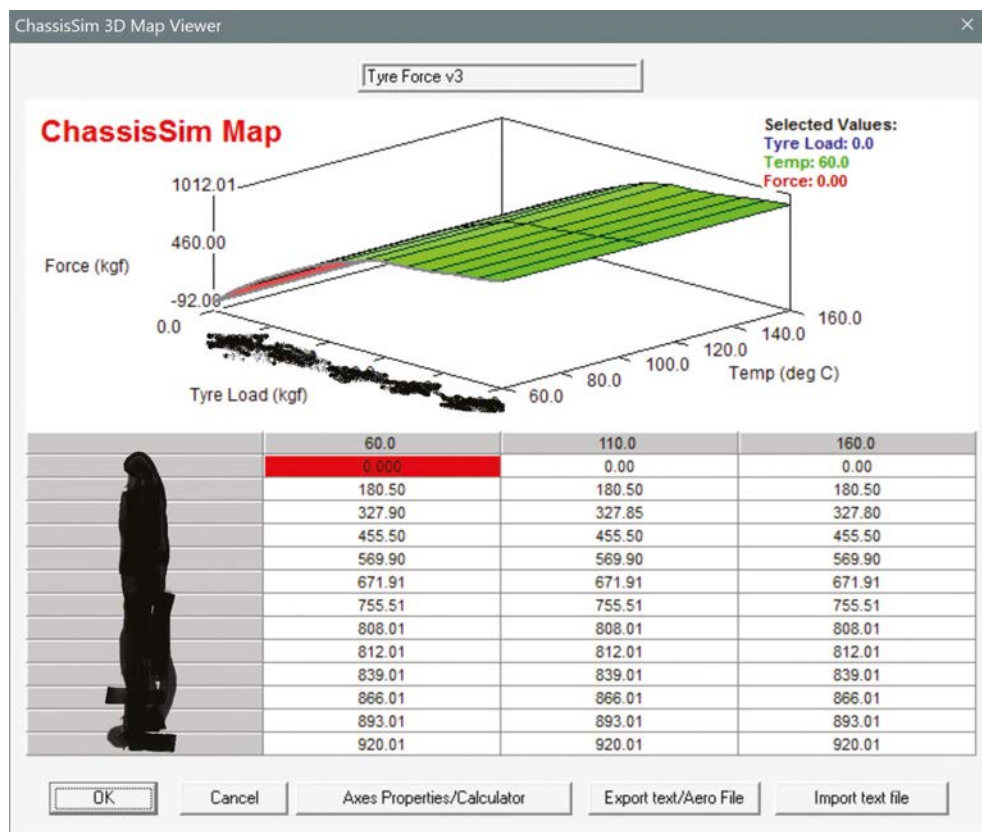 ChassisSim 3D Map Viewer
Tyre Force v3
ChassisSim Map
Selected Values:
Tyre Load: 0.0
Temp: 60.0
Force: 0.00
1012.01
460.00
Force (kgf)
-92.00
0.0
Tyre Load (kgf)
60.0
80.0
100.0
120.0
140.0
160.0
Temp (deg C)
60.0 110.0 160.0
0.000 0.00 0.00
180.50 180.50 180.50
327.90 327.85 327.80
455.50 455.50 455.50
569.90 569.90 569.90
671.91 671.91 671.91
755.51 755.51 755.51
808.01 808.01 808.01
812.01 812.01 812.01
839.01 839.01 839.01
866.01 866.01 866.01
893.01 893.01 893.01
920.01 920.01 920.01
OK Cancel Axes Properties/Calculator Export text/Aero File Import text file